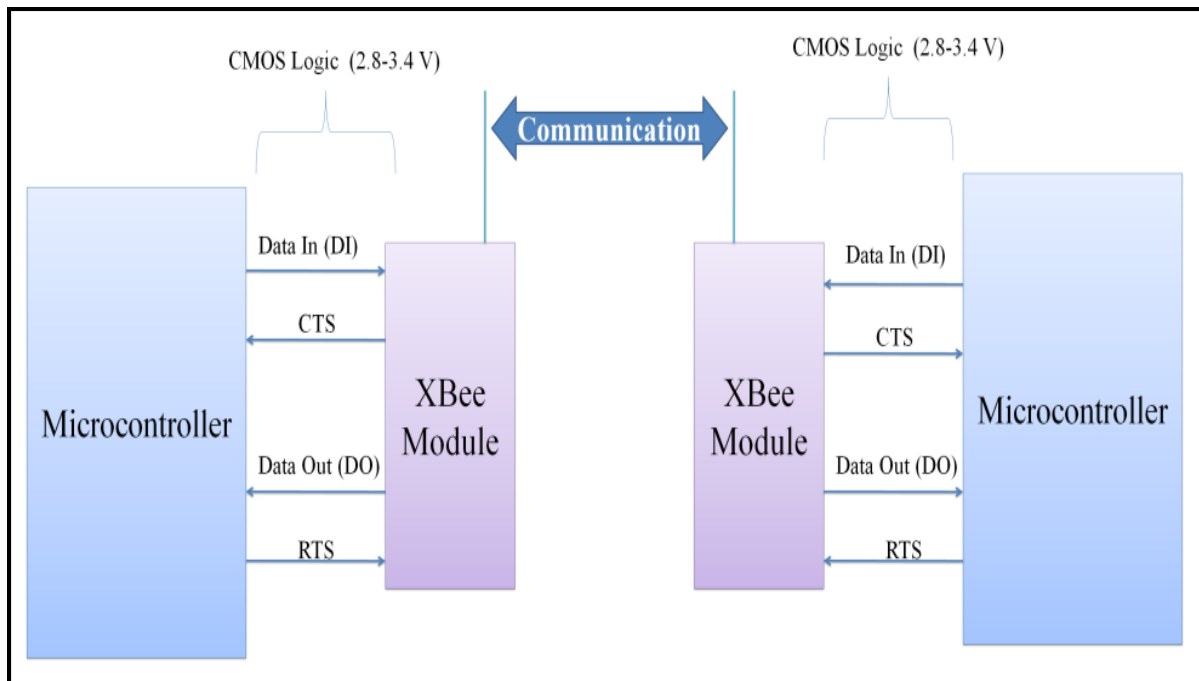 CMOS Logic (2.8-3.4 V)
CMOS Logic (2.8-3.4 V)
Communication
Data In (DI)
CTS
Microcontroller
XBee
Module
Data Out (DO)
RTS
Data In (DI)
CTS
XBee
Module
Microcontroller
Data Out (DO)
RTS